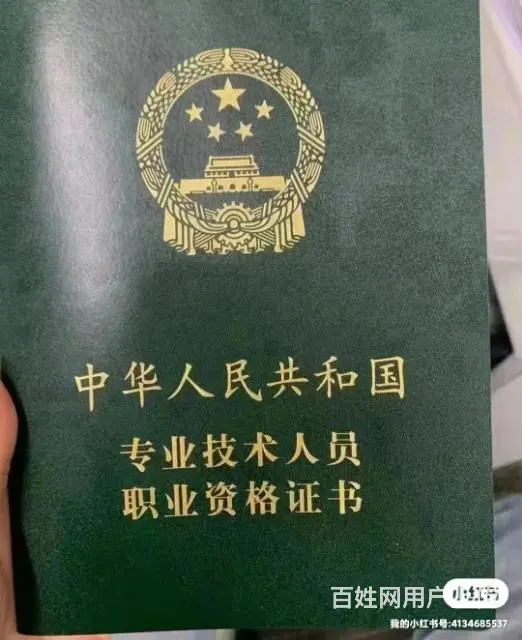 中华人民共和国
专业技术人员
职业资格证书
小红书
百姓网用户
我的小红书号:4134685537